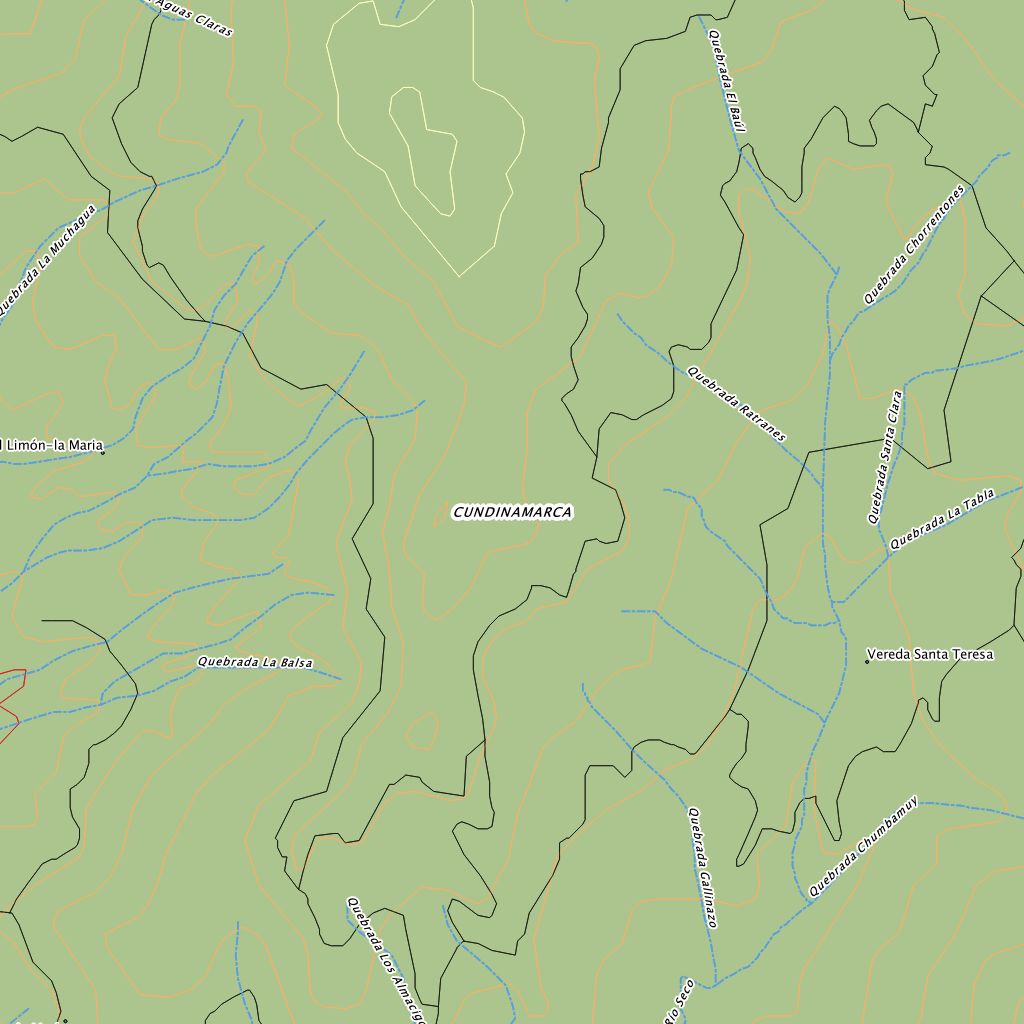 Aguas Claras
Quebrada El Baúl
Quebrada La Muchagua
Quebrada Chorrentones
Quebrada Ratranes
Quebrada Santa Clara
Limón-la Maria
CUNDINAMARCA
Quebrada La Tabla
Vereda Santa Teresa
Quebrada La Balsa
Quebrada Chumbamuy
Quebrada Gallinazo
Quebrada Los Almacigo
Río Seco